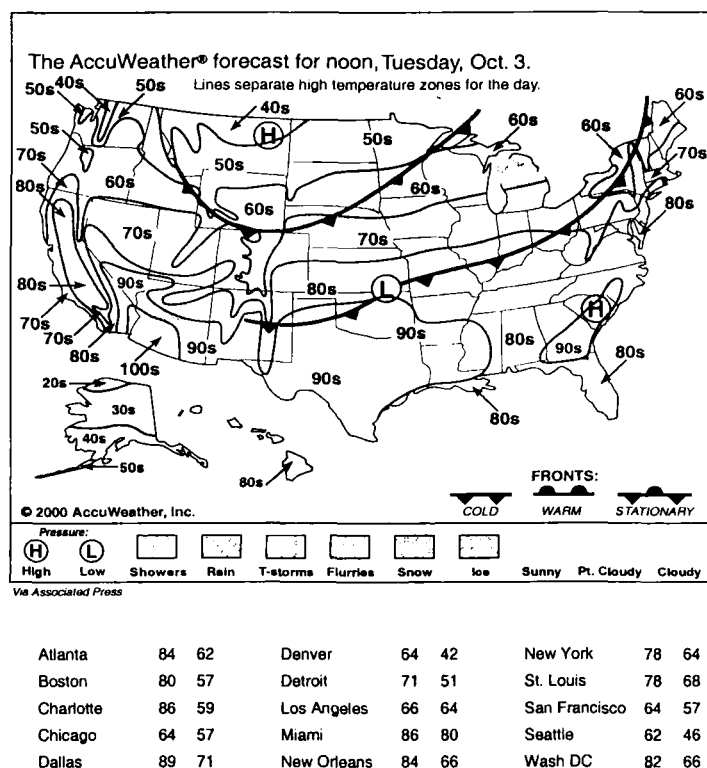 The AccuWeather® forecast for noon, Tuesday, Oct. 3.
Lines separate high temperature zones for the day.
50s 40s 50s 40s 60s
50s 50s 60s 60s
70s 50s 60s 70s
80s 60s 60s 80s
70s 70s
80s 90s 80s
70s 70s 90s 80s 90s 80s
80s 100s 90s 90s
20s 30s 80s
40s 50s 80s
H
L
H
FRONTS:
COLD WARM STATIONARY
© 2000 AccuWeather, Inc.
Pressure:
H L
High Low Showers Rain T-storms Flurries Snow Ice Sunny Pt. Cloudy Cloudy
Via Associated Press
Atlanta 84 62 Denver 64 42 New York 78 64
Boston 80 57 Detroit 71 51 St. Louis 78 68
Charlotte 86 59 Los Angeles 66 64 San Francisco 64 57
Chicago 64 57 Miami 86 80 Seattle 62 46
Dallas 89 71 New Orleans 84 66 Wash DC 82 66